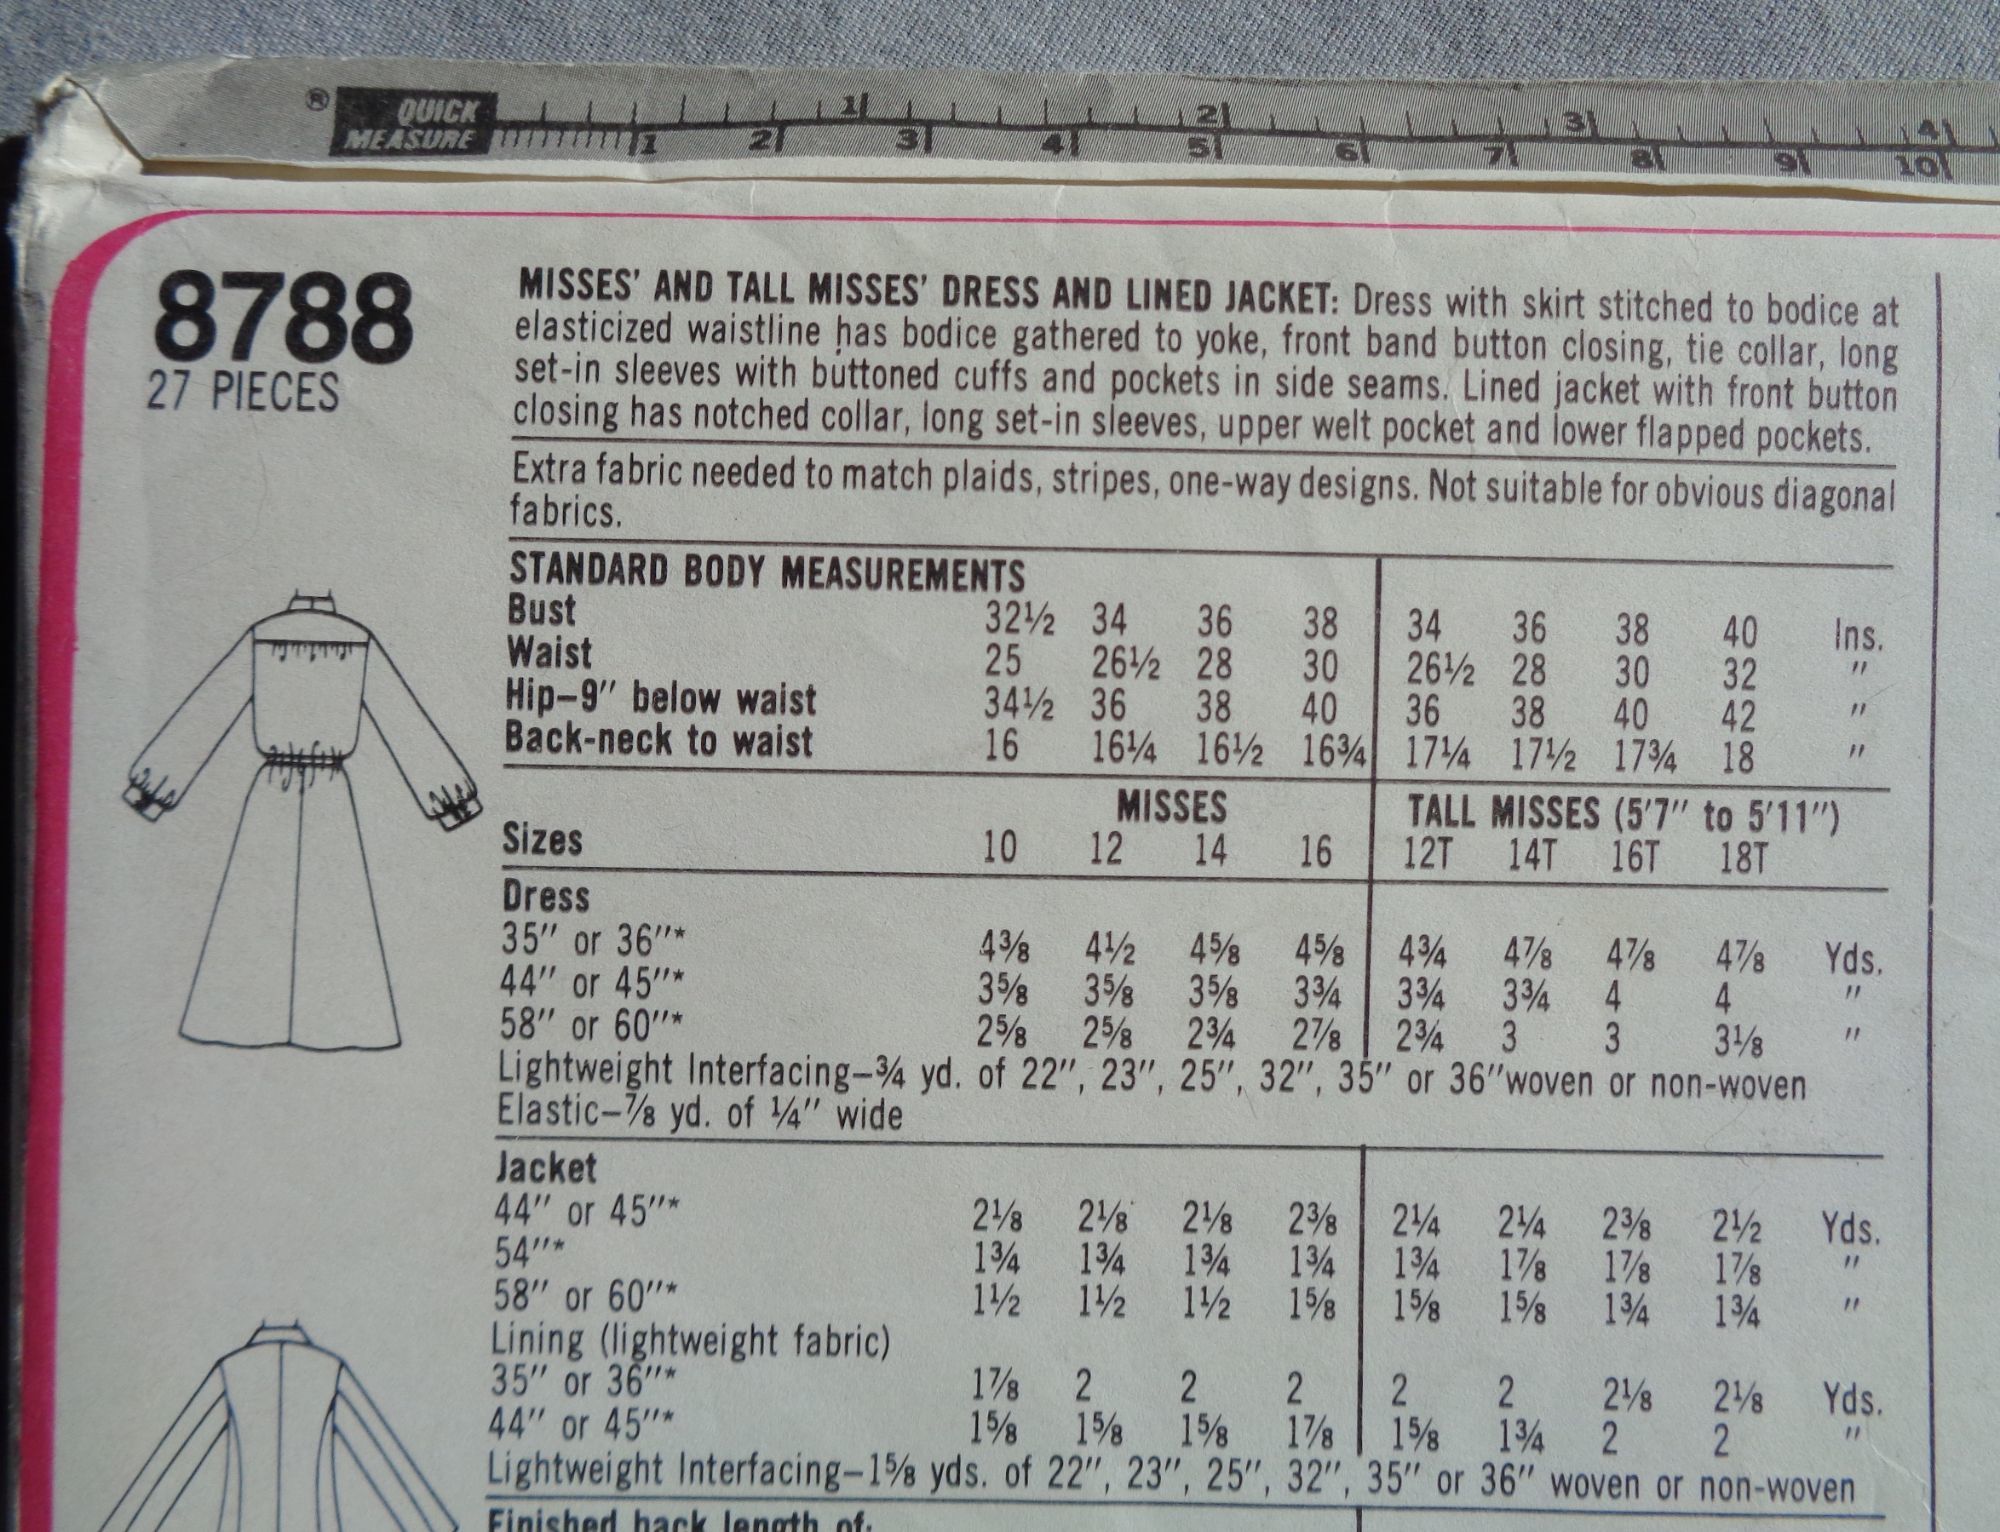 ® QUICK MEASURE
1 2 3 4
1 2 3 4 5 6 7 8 9 10
8788
27 PIECES
MISSES' AND TALL MISSES' DRESS AND LINED JACKET: Dress with skirt stitched to bodice at
elasticized waistline has bodice gathered to yoke, front band button closing, tie collar, long
set-in sleeves with buttoned cuffs and pockets in side seams. Lined jacket with front button
closing has notched collar, long set-in sleeves, upper welt pocket and lower flapped pockets.
Extra fabric needed to match plaids, stripes, one-way designs. Not suitable for obvious diagonal
fabrics.
STANDARD BODY MEASUREMENTS
Bust 32½ 34 36 38 34 36 38 40 Ins.
Waist 25 26½ 28 30 26½ 28 30 32 "
Hip–9" below waist 34½ 36 38 40 36 38 40 42 "
Back-neck to waist 16 16¼ 16½ 16¾ 17¼ 17½ 17¾ 18 "
MISSES TALL MISSES (5'7" to 5'11")
Sizes 10 12 14 16 12T 14T 16T 18T
Dress
35" or 36"* 4⅜ 4½ 4⅝ 4⅝ 4¾ 4⅞ 4⅞ 4⅞ Yds.
44" or 45"* 3⅝ 3⅝ 3⅝ 3¾ 3¾ 3¾ 4 4 "
58" or 60"* 2⅝ 2⅝ 2¾ 2⅞ 2¾ 3 3 3⅛ "
Lightweight Interfacing–¾ yd. of 22", 23", 25", 32", 35" or 36"woven or non-woven
Elastic–⅞ yd. of ¼" wide
Jacket
44" or 45"* 2⅛ 2⅛ 2⅛ 2⅜ 2¼ 2¼ 2⅜ 2½ Yds.
54"* 1¾ 1¾ 1¾ 1¾ 1¾ 1⅞ 1⅞ 1⅞ "
58" or 60"* 1½ 1½ 1½ 1⅝ 1⅝ 1⅝ 1¾ 1¾ "
Lining (lightweight fabric)
35" or 36"* 1⅞ 2 2 2 2 2 2⅛ 2⅛ Yds.
44" or 45"* 1⅝ 1⅝ 1⅝ 1⅞ 1⅝ 1¾ 2 2 "
Lightweight Interfacing–1⅝ yds. of 22", 23", 25", 32", 35" or 36" woven or non-woven
Finished back length of: